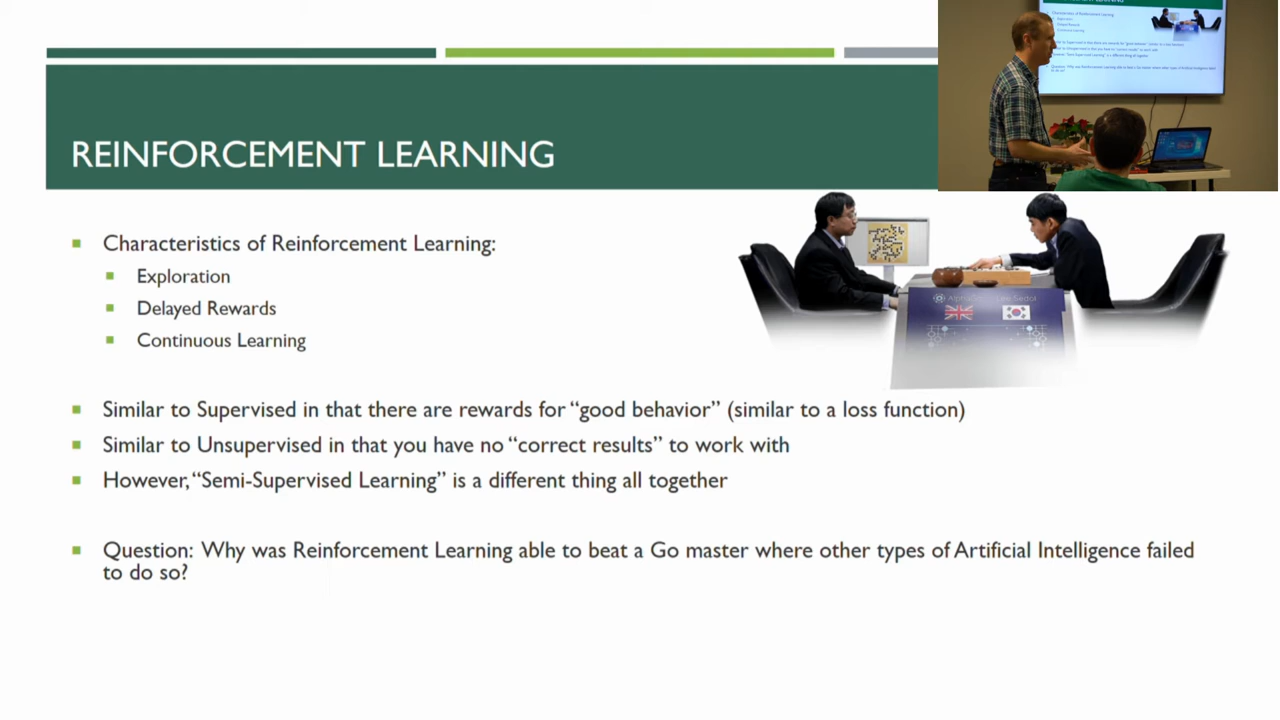 REINFORCEMENT LEARNING
Characteristics of Reinforcement Learning:
Exploration
Delayed Rewards
Continuous Learning
Similar to Supervised in that there are rewards for “good behavior” (similar to a loss function)
Similar to Unsupervised in that you have no “correct results” to work with
However, “Semi-Supervised Learning” is a different thing all together
Question: Why was Reinforcement Learning able to beat a Go master where other types of Artificial Intelligence failed
to do so?